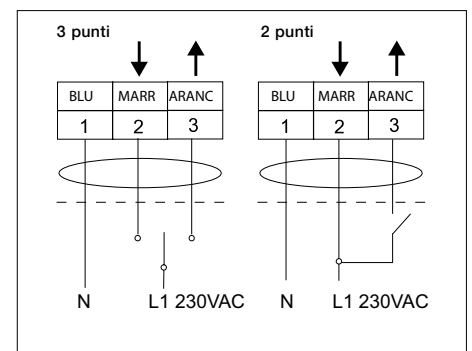 3 punti 2 punti
BLU MARR ARANC BLU MARR ARANC
1 2 3 1 2 3
N L1 230VAC N L1 230VAC